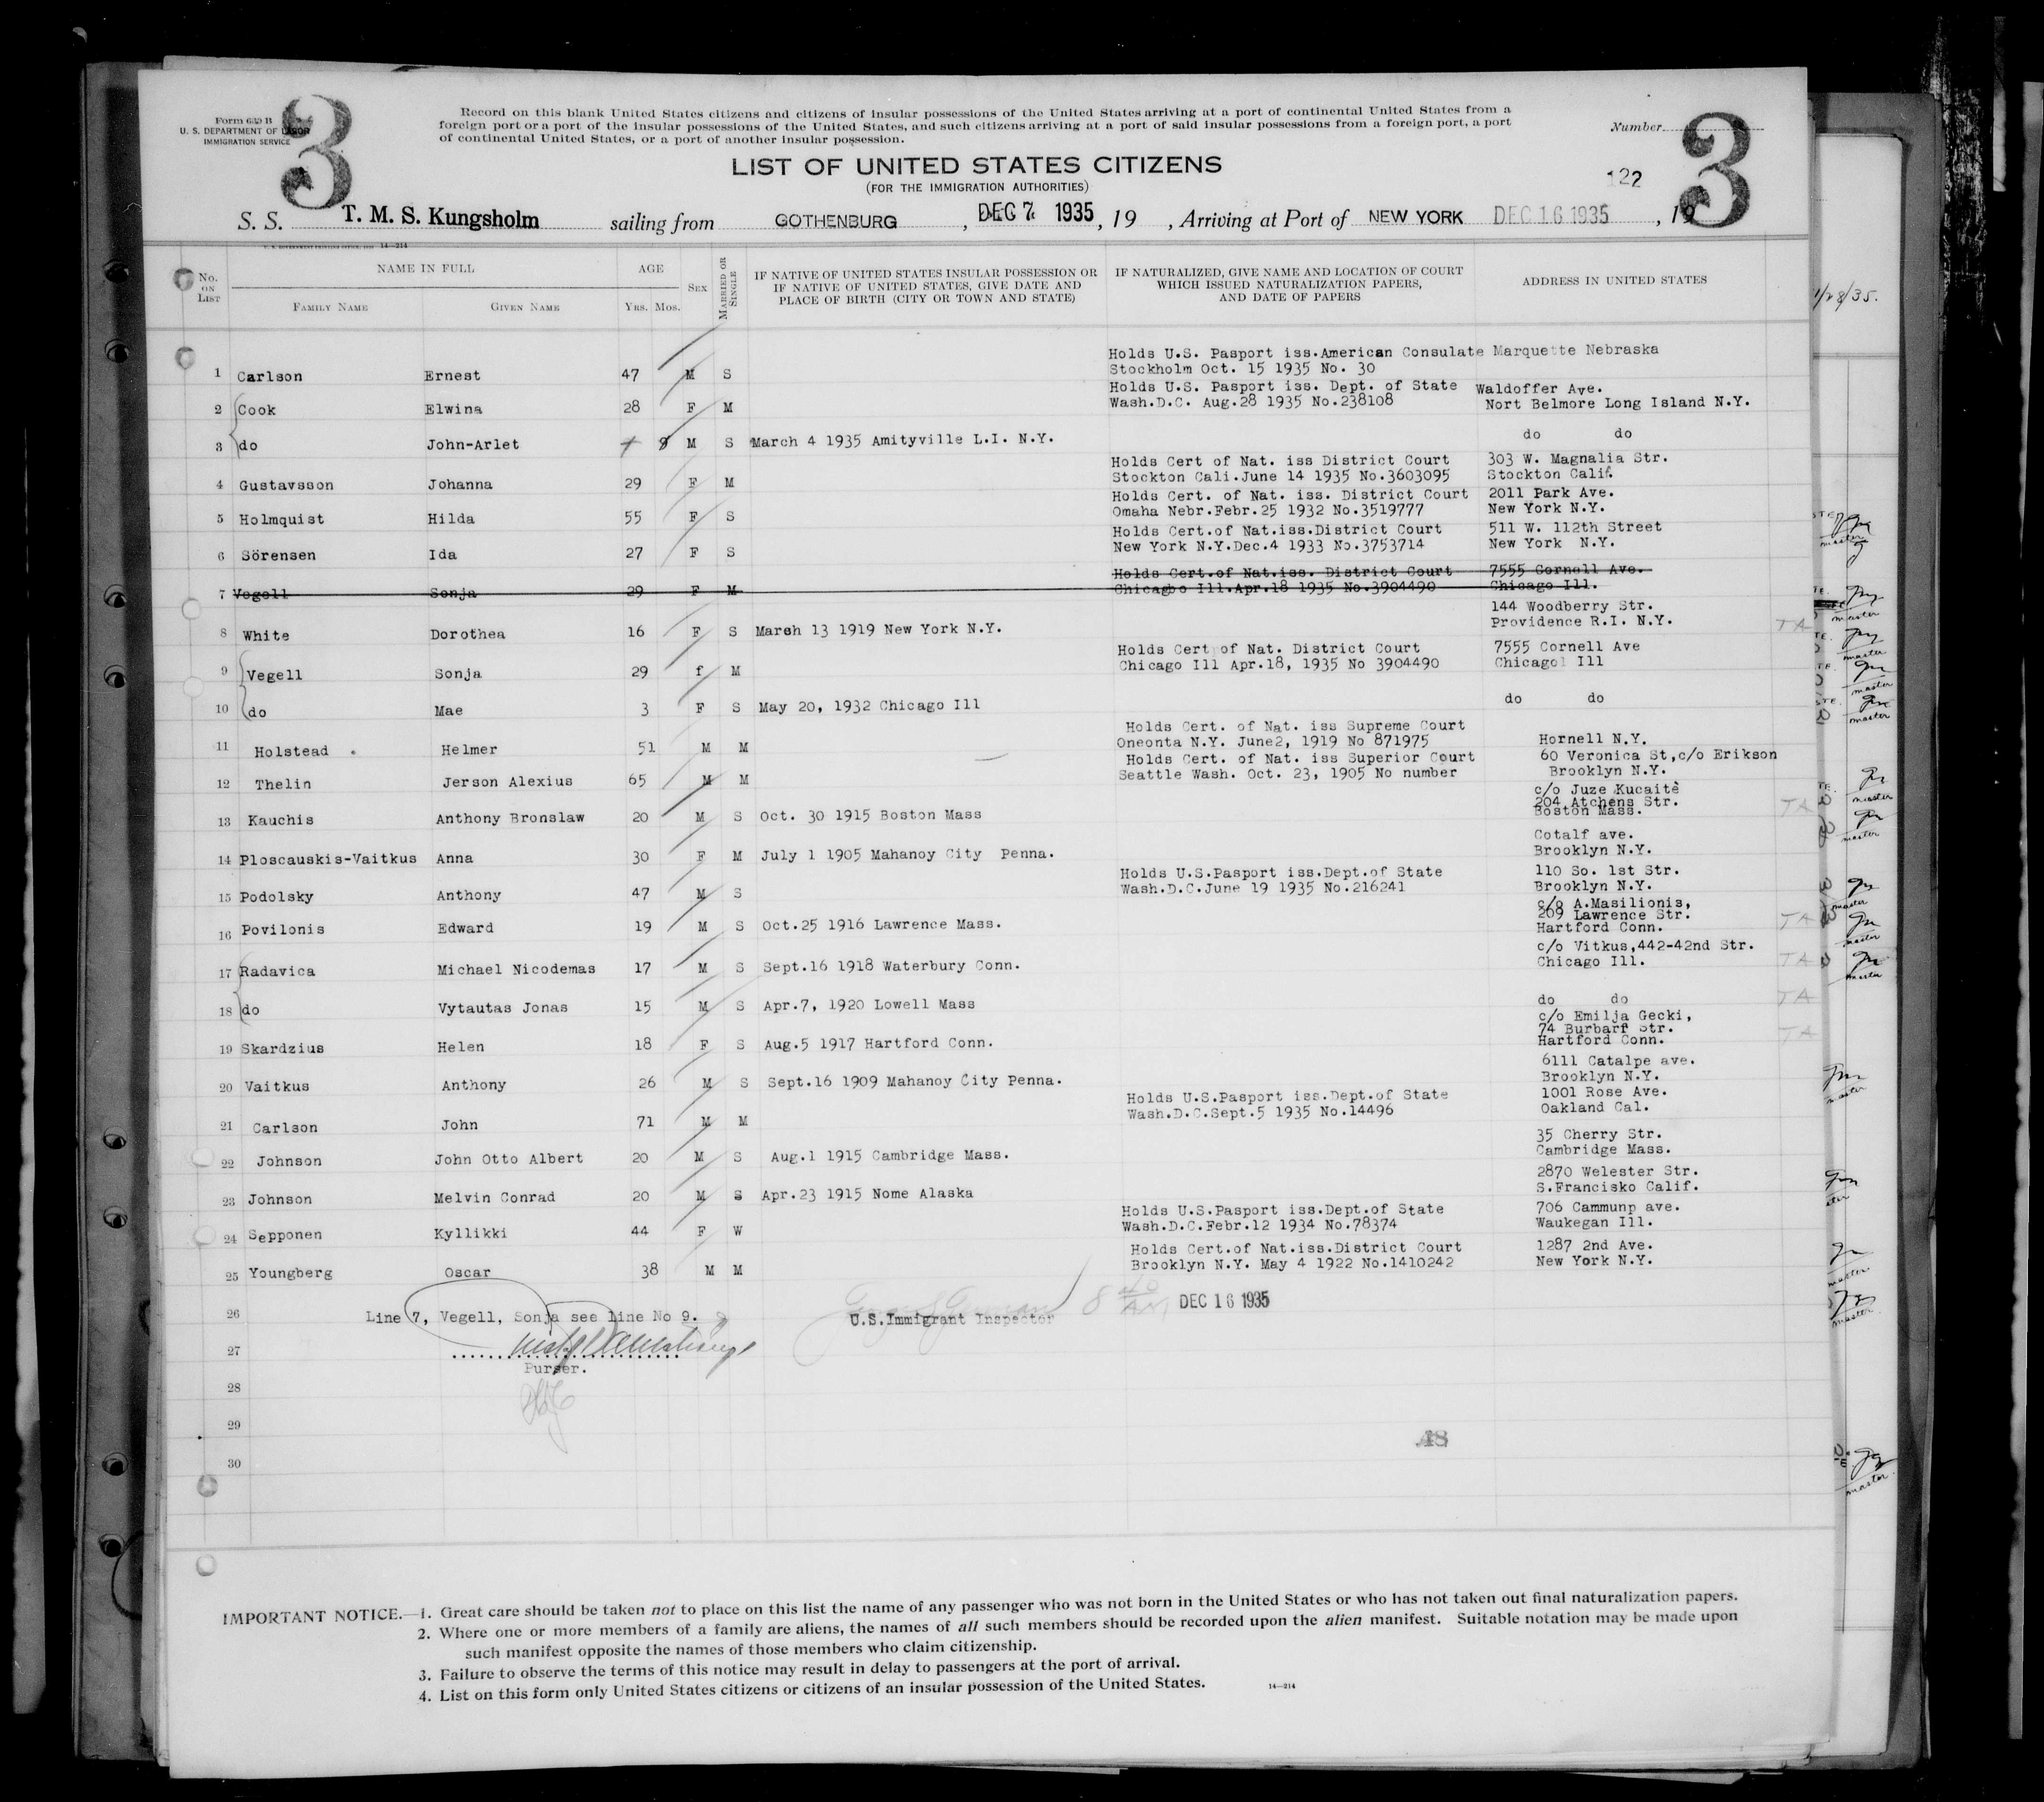 Form 630 B
U. S. DEPARTMENT OF LABOR
IMMIGRATION SERVICE
3
Record on this blank United States citizens and citizens of insular possessions of the United States arriving at a port of continental United States from a
foreign port or a port of the insular possessions of the United States, and such citizens arriving at a port of said insular possessions from a foreign port, a port
of continental United States, or a port of another insular possession.
Number
3
LIST OF UNITED STATES CITIZENS
(FOR THE IMMIGRATION AUTHORITIES)
122
S. S. T. M. S. Kungsholm sailing from GOTHENBURG, DEC 7 1935, 19 , Arriving at Port of NEW YORK DEC 16 1935, 19
14—214
No. ON LIST
NAME IN FULL
FAMILY NAME GIVEN NAME
AGE
YRS. MOS.
SEX
MARRIED OR SINGLE
IF NATIVE OF UNITED STATES INSULAR POSSESSION OR
IF NATIVE OF UNITED STATES, GIVE DATE AND
PLACE OF BIRTH (CITY OR TOWN AND STATE)
IF NATURALIZED, GIVE NAME AND LOCATION OF COURT
WHICH ISSUED NATURALIZATION PAPERS,
AND DATE OF PAPERS
ADDRESS IN UNITED STATES
11/28/35.
Holds U.S. Pasport iss.American Consulate Marquette Nebraska
1 Carlson Ernest 47 M S Stockholm Oct. 15 1935 No. 30
Holds U.S. Pasport iss. Dept. of State Waldoffer Ave.
2 Cook Elwina 28 F M Wash.D.C. Aug.28 1935 No.238108 Nort Belmore Long Island N.Y.
3 do John-Arlet 9 M S March 4 1935 Amityville L.I. N.Y. do do
Holds Cert of Nat. iss District Court 303 W. Magnalia Str.
4 Gustavsson Johanna 29 F M Stockton Cali.June 14 1935 No.3603095 Stockton Calif.
Holds Cert. of Nat. iss. District Court 2011 Park Ave.
5 Holmquist Hilda 55 F S Omaha Nebr.Febr.25 1932 No.3519777 New York N.Y.
Holds Cert.of Nat.iss.District Court 511 W. 112th Street
6 Sörensen Ida 27 F S New York N.Y.Dec.4 1933 No.3753714 New York N.Y.
Holds Cert.of Nat.iss. District Court 7555 Cornell Ave.
7 Vegell Sonja 29 F M Chicagbo Ill.Apr.18 1935 No.3904490 Chicago Ill.
144 Woodberry Str.
8 White Dorothea 16 F S Marsh 13 1919 New York N.Y. Providence R.I. N.Y. TA
Holds Cert of Nat. District Court 7555 Cornell Ave
9 Vegell Sonja 29 f M Chicago Ill Apr.18, 1935 No 3904490 Chicago Ill
10 do Mae 3 F S May 20, 1932 Chicago Ill do do
Holds Cert. of Nat. iss Supreme Court
11 Holstead Helmer 51 M M Oneonta N.Y. June2, 1919 No 871975 Hornell N.Y.
Holds Cert. of Nat. iss Superior Court 60 Veronica St,c/o Erikson
12 Thelin Jerson Alexius 65 M M Seattle Wash. Oct. 23, 1905 No number Brooklyn N.Y.
c/o Juze Kucaitè
204 Atchens Str.
13 Kauchis Anthony Bronslaw 20 M S Oct. 30 1915 Boston Mass Boston Mass. TA
Cotalf ave.
14 Ploscauskis-Vaitkus Anna 30 F M July 1 1905 Mahanoy City Penna. Brooklyn N.Y.
Holds U.S.Pasport iss.Dept.of State 110 So. 1st Str.
15 Podolsky Anthony 47 M S Wash.D.C.June 19 1935 No.216241 Brooklyn N.Y.
c/o A.Masilionis,
209 Lawrence Str.
16 Povilonis Edward 19 M S Oct.25 1916 Lawrence Mass. Hartford Conn. TA
c/o Vitkus,442-42nd Str.
17 Radavica Michael Nicodemas 17 M S Sept.16 1918 Waterbury Conn. Chicago Ill. TA
18 do Vytautas Jonas 15 M S Apr.7, 1920 Lowell Mass do do TA
c/o Emilja Gecki,
74 Burbarf Str.
19 Skardzius Helen 18 F S Aug.5 1917 Hartford Conn. Hartford Conn. TA
6111 Catalpe ave.
20 Vaitkus Anthony 26 M S Sept.16 1909 Mahanoy City Penna. Brooklyn N.Y.
Holds U.S.Pasport iss.Dept.of State 1001 Rose Ave.
21 Carlson John 71 M M Wash.D.C.Sept.5 1935 No.14496 Oakland Cal.
35 Cherry Str.
22 Johnson John Otto Albert 20 M S Aug.1 1915 Cambridge Mass. Cambridge Mass.
2870 Welester Str.
23 Johnson Melvin Conrad 20 M S Apr.23 1915 Nome Alaska S.Francisko Calif.
Holds U.S.Pasport iss.Dept.of State 706 Cammunp ave.
24 Sepponen Kyllikki 44 F W Wash.D.C.Febr.12 1934 No.78374 Waukegan Ill.
Holds Cert.of Nat.iss.District Court 1287 2nd Ave.
25 Youngberg Oscar 38 M M Brooklyn N.Y. May 4 1922 No.1410242 New York N.Y.
26 Line 7, Vegell, Sonja see line No 9. U.S.Immigrant Inspector 8 40 AM DEC 16 1935
27
Purser.
28
29
30
48
IMPORTANT NOTICE.—1. Great care should be taken not to place on this list the name of any passenger who was not born in the United States or who has not taken out final naturalization papers.
2. Where one or more members of a family are aliens, the names of all such members should be recorded upon the alien manifest. Suitable notation may be made upon
such manifest opposite the names of those members who claim citizenship.
3. Failure to observe the terms of this notice may result in delay to passengers at the port of arrival.
4. List on this form only United States citizens or citizens of an insular possession of the United States. 14—214